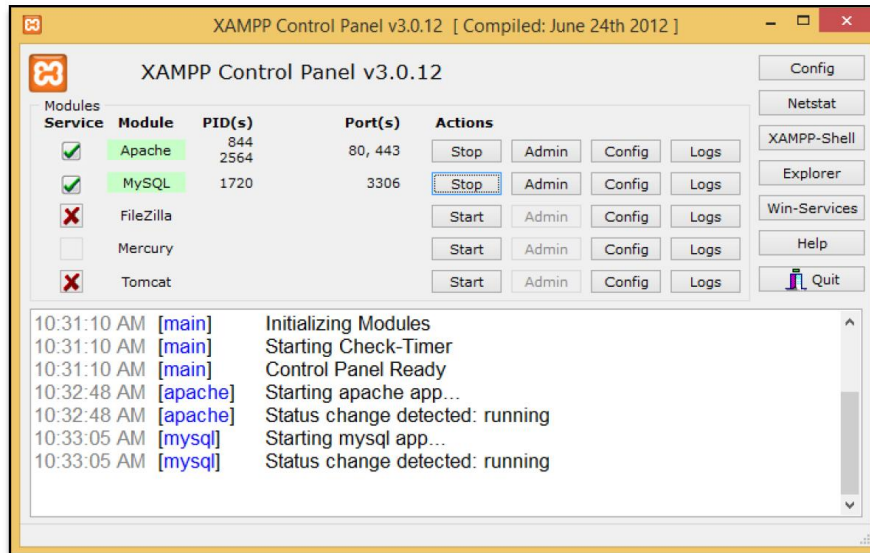 XAMPP Control Panel v3.0.12 [ Compiled: June 24th 2012 ]
XAMPP Control Panel v3.0.12
Config
Modules
Netstat
Service Module PID(s) Port(s) Actions
XAMPP-Shell
Apache 844 2564 80, 443 Stop Admin Config Logs
Explorer
MySQL 1720 3306 Stop Admin Config Logs
Win-Services
FileZilla Start Admin Config Logs
Help
Mercury Start Admin Config Logs
Quit
Tomcat Start Admin Config Logs
10:31:10 AM [main] Initializing Modules
10:31:10 AM [main] Starting Check-Timer
10:31:10 AM [main] Control Panel Ready
10:32:48 AM [apache] Starting apache app...
10:32:48 AM [apache] Status change detected: running
10:33:05 AM [mysql] Starting mysql app...
10:33:05 AM [mysql] Status change detected: running